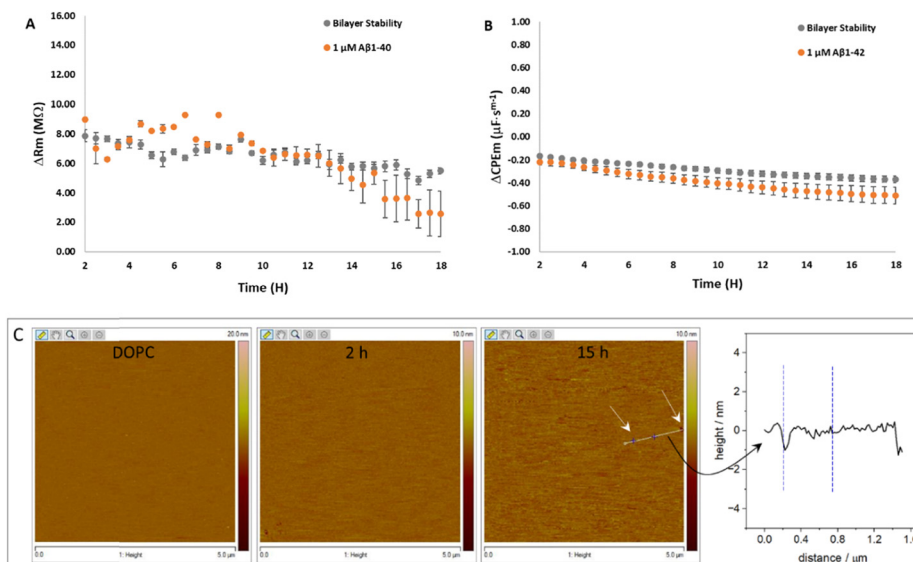 A
Bilayer Stability
1 μM Aβ1-40
ΔRm (MΩ)
16.00
14.00
12.00
10.00
8.00
6.00
4.00
2.00
0.00
2 4 6 8 10 12 14 16 18
Time (H)
B
Bilayer Stability
1 μM Aβ1-42
ΔCPEm (μF· sᵐ⁻¹)
1.00
0.80
0.60
0.40
0.20
0.00
-0.20
-0.40
-0.60
-0.80
-1.00
2 4 6 8 10 12 14 16 18
Time (H)
C
20.0 nm
DOPC
0.0 1: Height 5.0 μm
10.0 nm
2 h
0.0 1: Height 5.0 μm
10.0 nm
15 h
0.0 1: Height 5.0 μm
height / nm
4
2
0
−2
−4
0.0 0.4 0.8 1.2 1.6
distance / μm